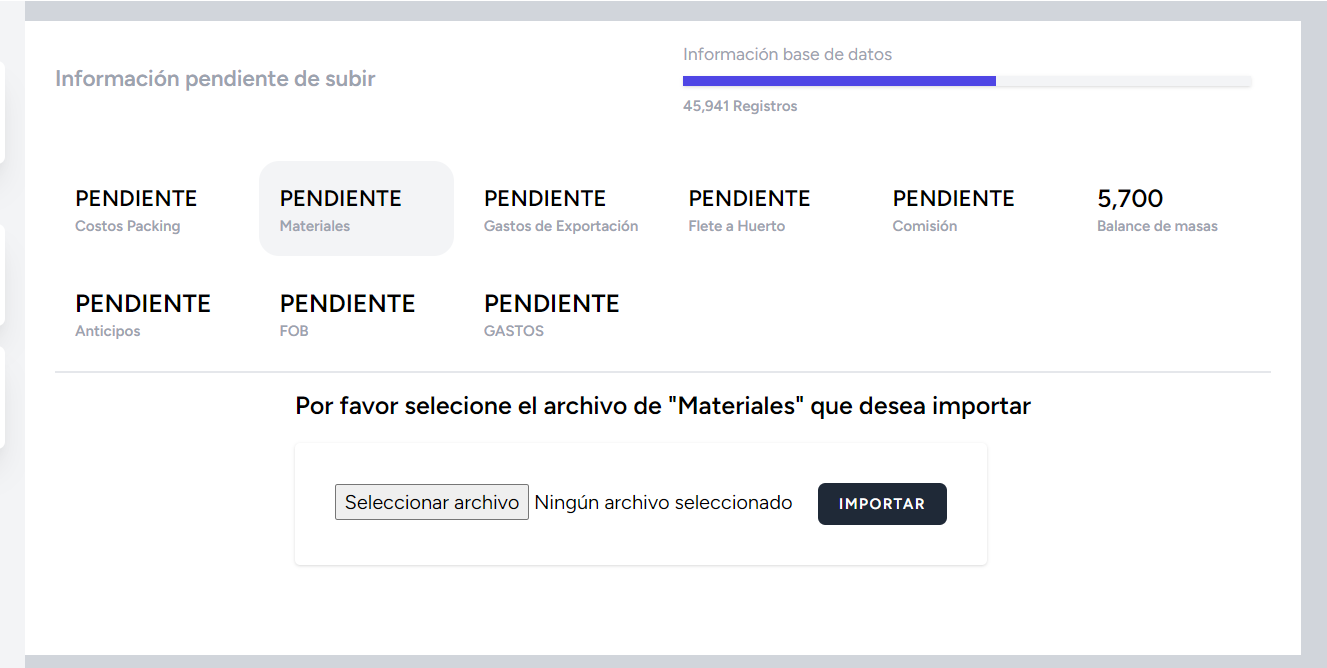 Información pendiente de subir
Información base de datos
45,941 Registros
PENDIENTE
Costos Packing
PENDIENTE
Materiales
PENDIENTE
Gastos de Exportación
PENDIENTE
Flete a Huerto
PENDIENTE
Comisión
5,700
Balance de masas
PENDIENTE
Anticipos
PENDIENTE
FOB
PENDIENTE
GASTOS
Por favor selecione el archivo de "Materiales" que desea importar
Seleccionar archivo Ningún archivo seleccionado IMPORTAR